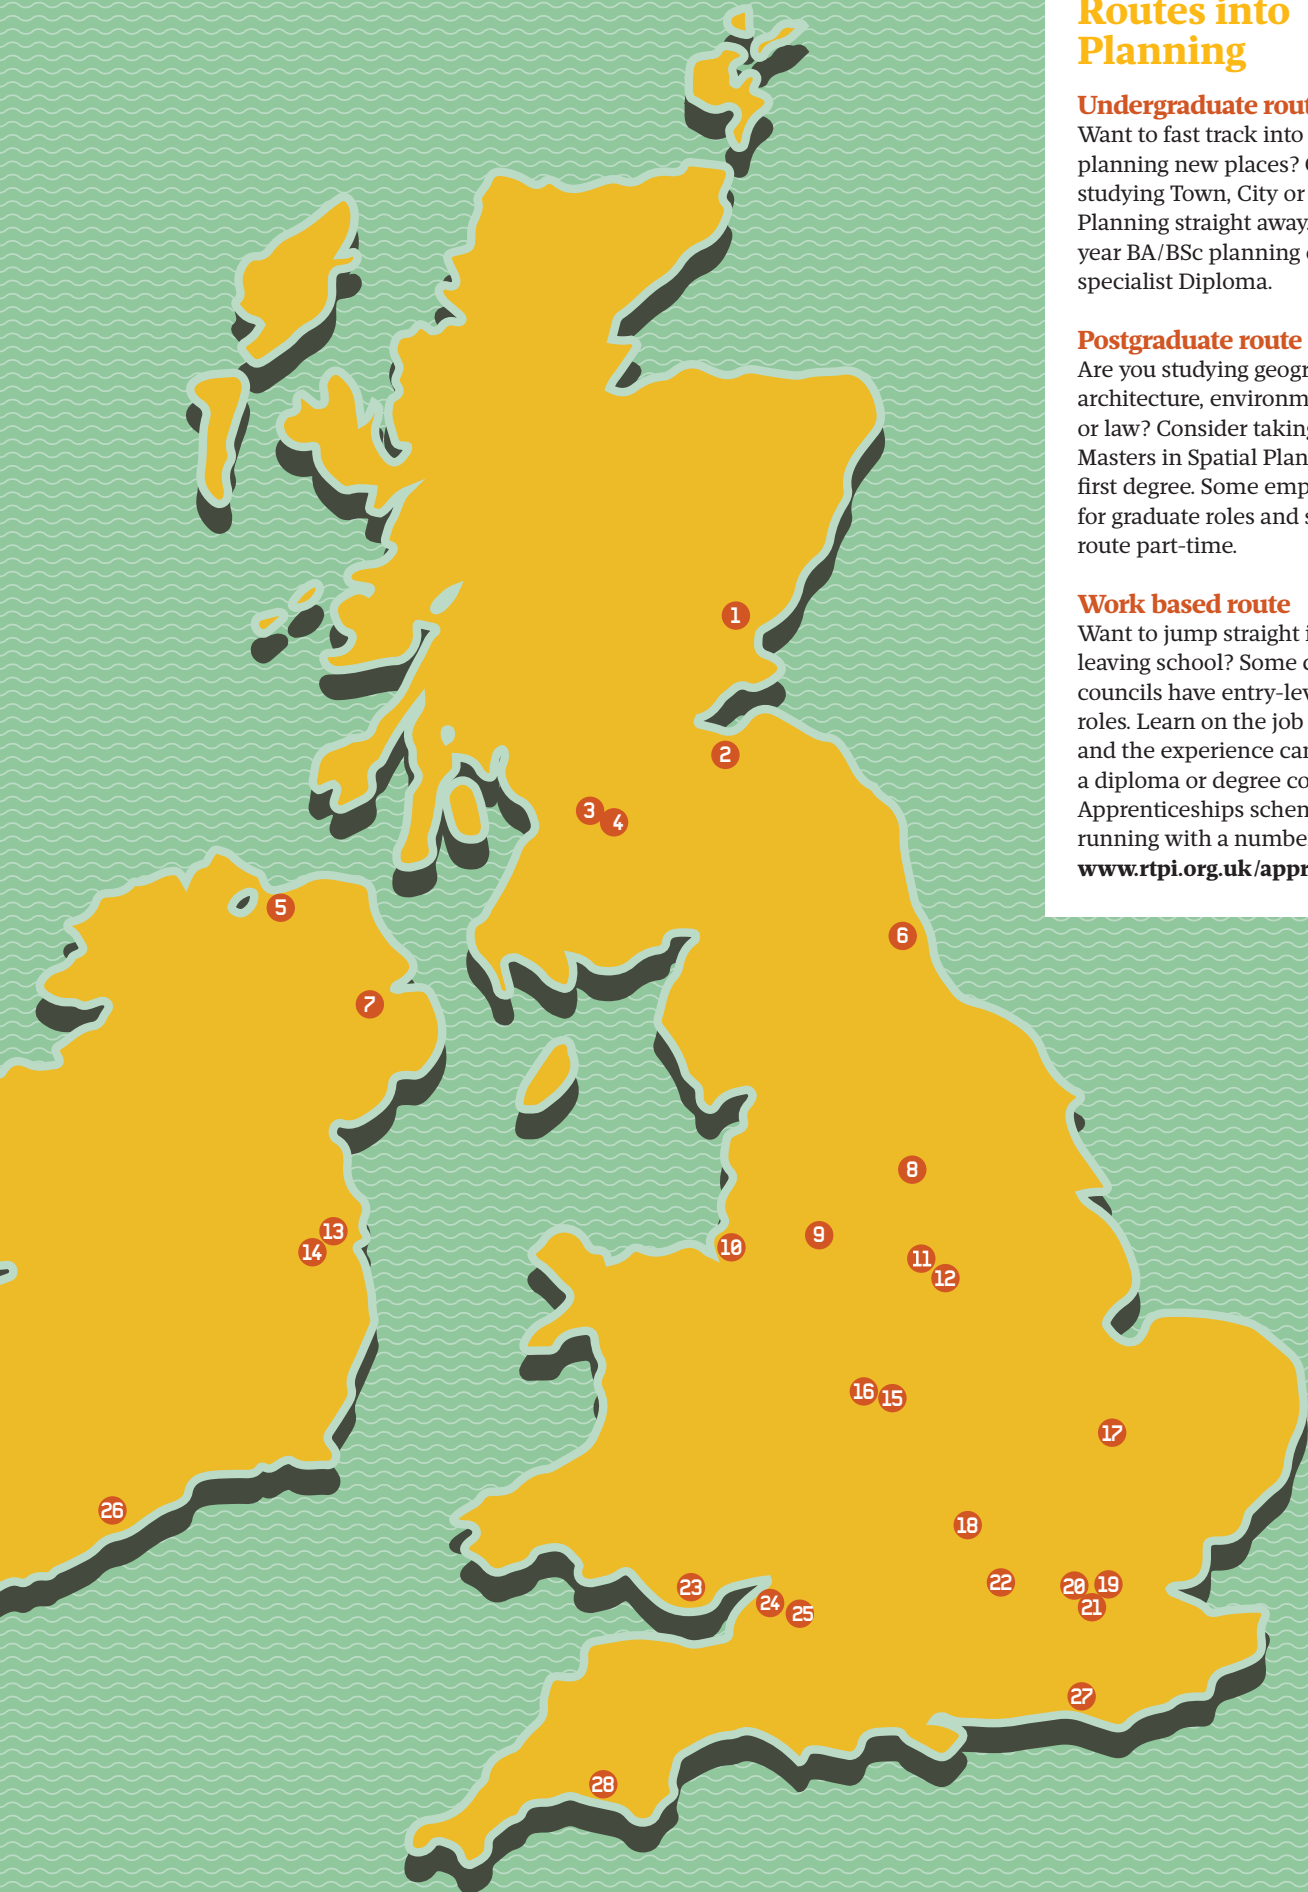 Routes into
Planning
Undergraduate rout
Want to fast track into
planning new places?
studying Town, City or
Planning straight away.
year BA/BSc planning
specialist Diploma.
Postgraduate route
Are you studying geogr
architecture, environm
or law? Consider taking
Masters in Spatial Plan
first degree. Some emp
for graduate roles and s
route part-time.
Work based route
Want to jump straight i
leaving school? Some
councils have entry-lev
roles. Learn on the job
and the experience can
a diploma or degree co
Apprenticeships schem
running with a numbe
www.rtpi.org.uk/appr
1
2
3
4
5
6
7
8
9
10
11
12
13
14
15
16
17
18
19
20
21
22
23
24
25
26
27
28